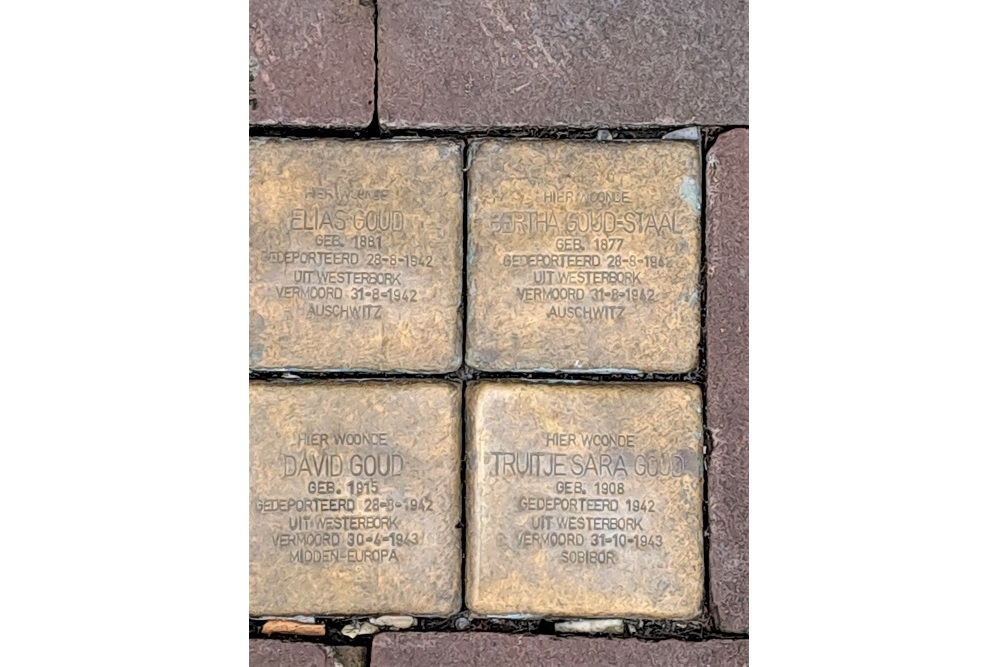 HIER WOONDE
ELIAS GOUD
GEB. 1881
GEDEPORTEERD 28-8-1942
UIT WESTERBORK
VERMOORD 31-8-1942
AUSCHWITZ
HIER WOONDE
BERTHA GOUD-STAAL
GEB. 1877
GEDEPORTEERD 28-8-1942
UIT WESTERBORK
VERMOORD 31-8-1942
AUSCHWITZ
HIER WOONDE
DAVID GOUD
GEB. 1915
GEDEPORTEERD 28-8-1942
UIT WESTERBORK
VERMOORD 30-4-1943
MIDDEN-EUROPA
HIER WOONDE
TRUITJE SARA GOUD
GEB. 1908
GEDEPORTEERD 1942
UIT WESTERBORK
VERMOORD 31-10-1943
SOBIBOR